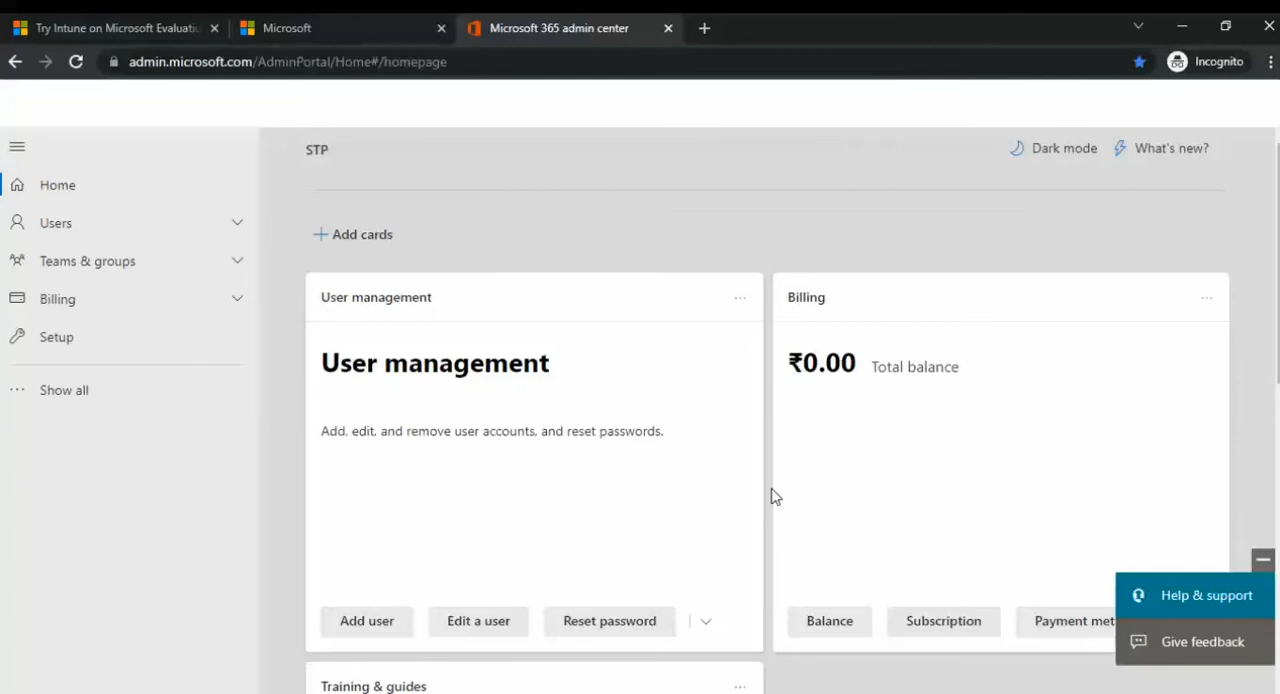 Try Intune on Microsoft Evaluatio
Microsoft
Microsoft 365 admin center
admin.microsoft.com/AdminPortal/Home#/homepage
Incognito
STP
Dark mode
What's new?
Home
Users
Teams & groups
Billing
Setup
Show all
Add cards
User management
User management
Add, edit, and remove user accounts, and reset passwords.
Add user
Edit a user
Reset password
Billing
₹0.00 Total balance
Balance
Subscription
Payment met
Training & guides
Help & support
Give feedback